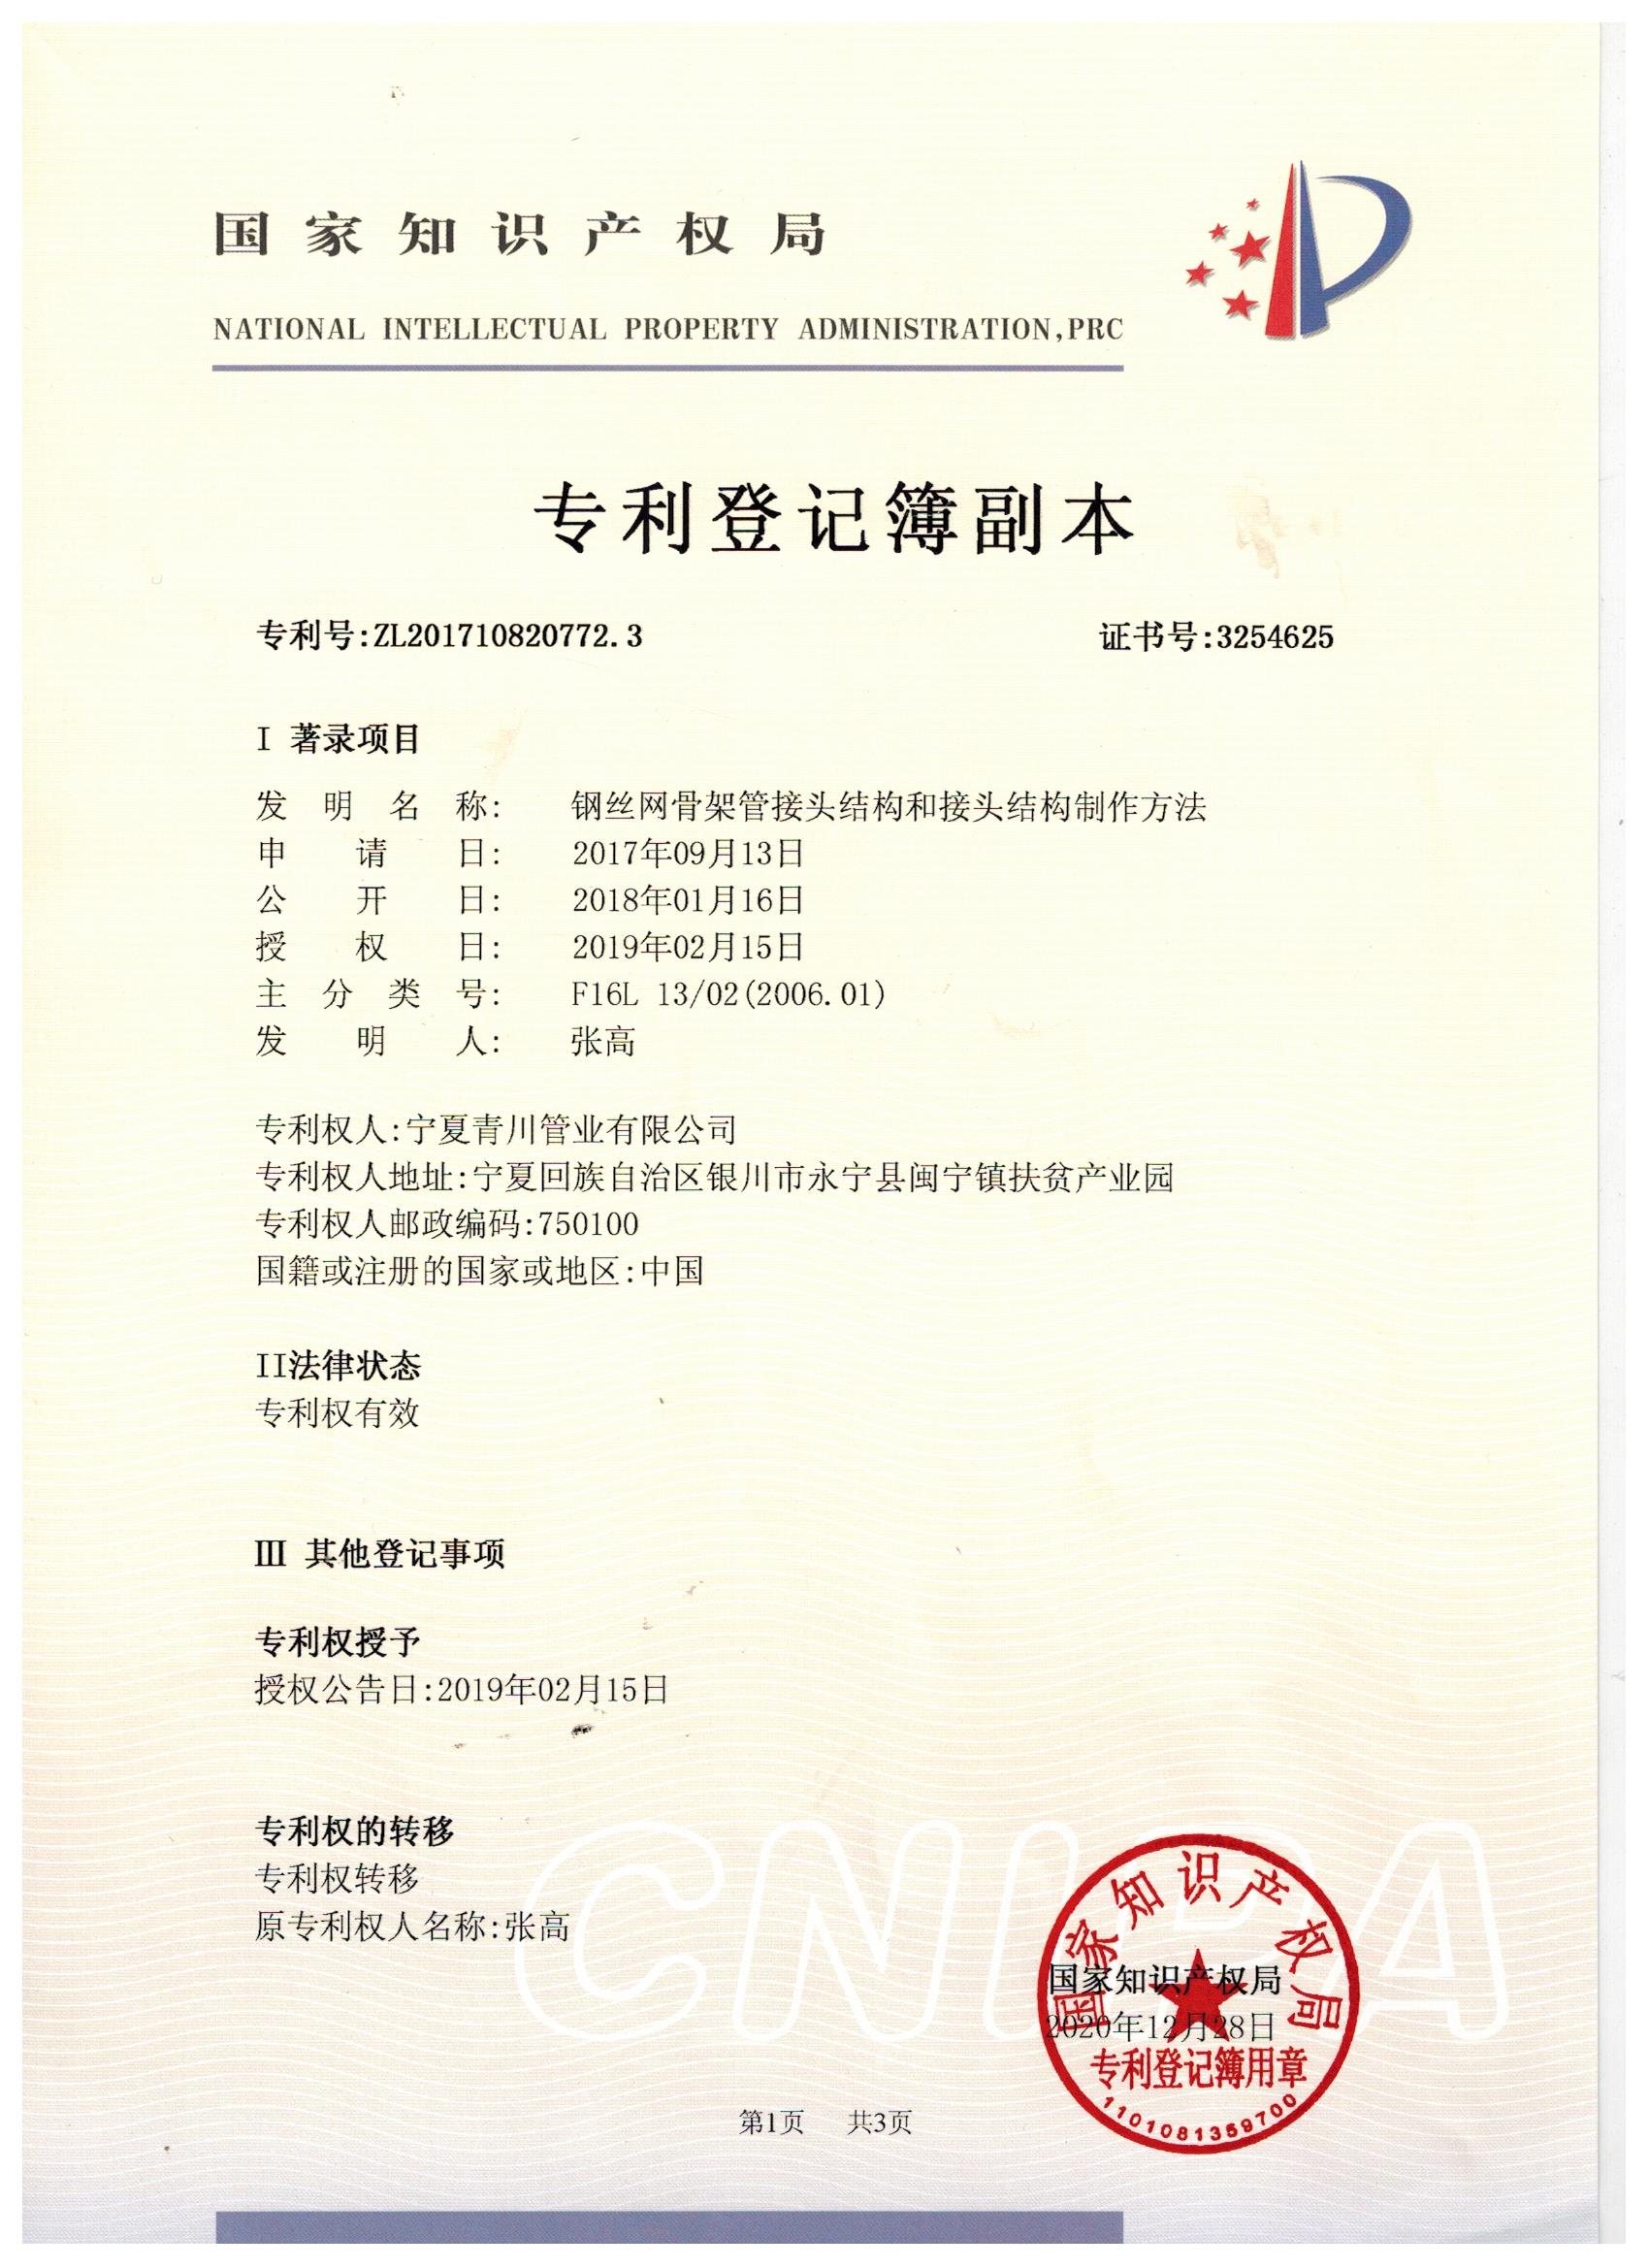 国家知识产权局
NATIONAL INTELLECTUAL PROPERTY ADMINISTRATION,PRC
专利登记簿副本
专利号:ZL201710820772.3 证书号:3254625
I 著录项目
发明名称: 钢丝网骨架管接头结构和接头结构制作方法
申请日: 2017年09月13日
公开日: 2018年01月16日
授权日: 2019年02月15日
主分类号: F16L 13/02(2006.01)
发明人: 张高
专利权人:宁夏青川管业有限公司
专利权人地址:宁夏回族自治区银川市永宁县闽宁镇扶贫产业园
专利权人邮政编码:750100
国籍或注册的国家或地区:中国
II法律状态
专利权有效
III 其他登记事项
专利权授予
授权公告日:2019年02月15日
专利权的转移
专利权转移
原专利权人名称:张高
CNIPA
国家知识产权局
国家知识产权局
2020年12月28日
专利登记簿用章
1101081359700
第1页 共3页